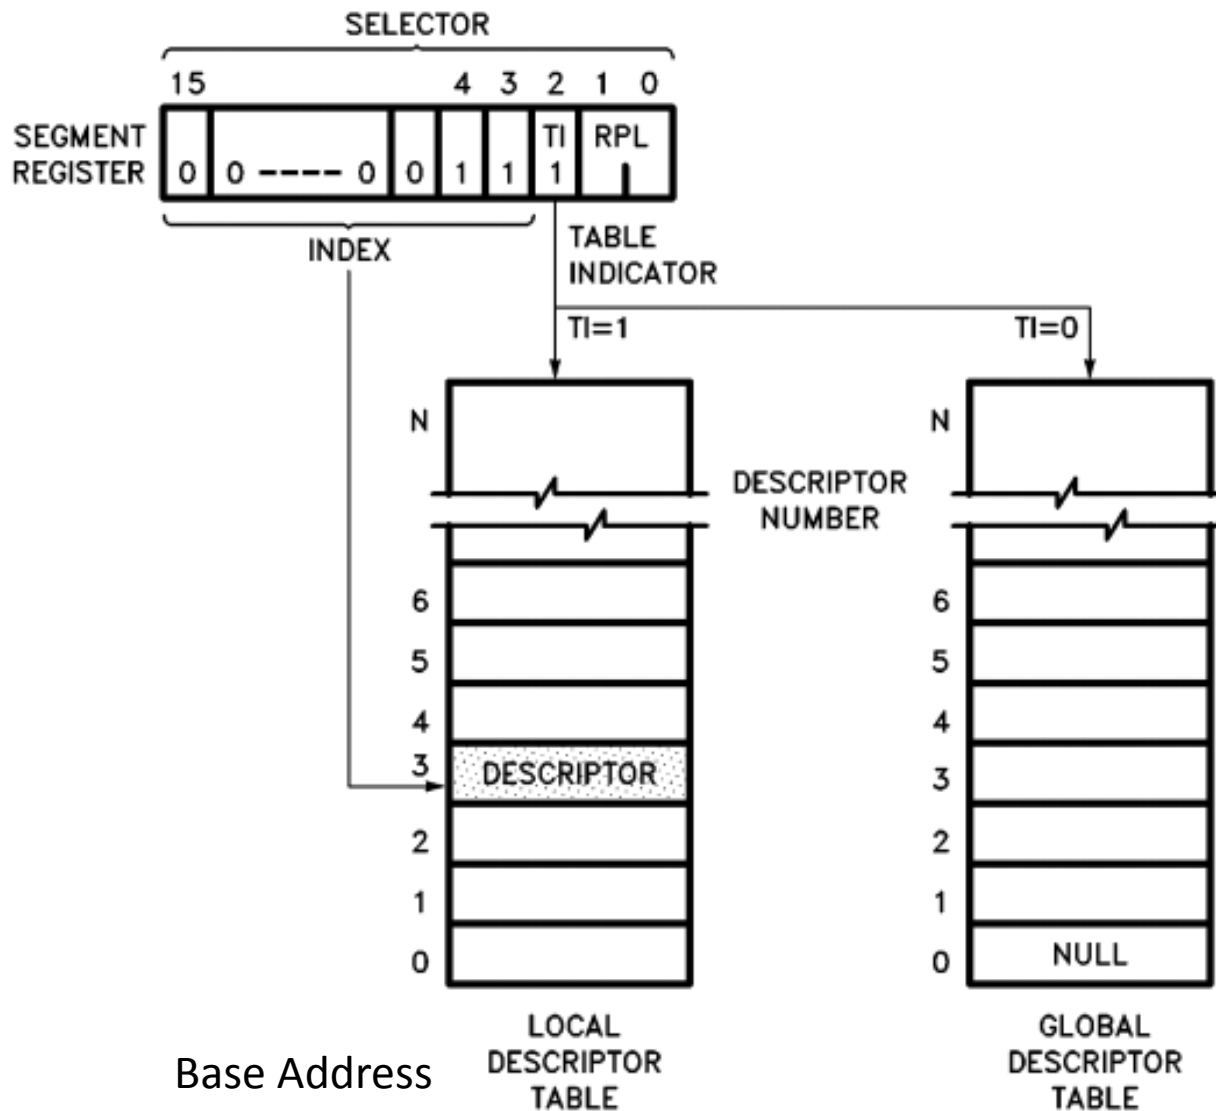 SELECTOR
15 4 3 2 1 0
SEGMENT REGISTER
TI RPL
0 0 ---- 0 0 1 1 1
INDEX
TABLE
INDICATOR
TI=1 TI=0
N N
DESCRIPTOR
NUMBER
6 6
5 5
4 4
3 DESCRIPTOR 3
2 2
1 1
0 0 NULL
LOCAL
DESCRIPTOR
TABLE
GLOBAL
DESCRIPTOR
TABLE
Base Address